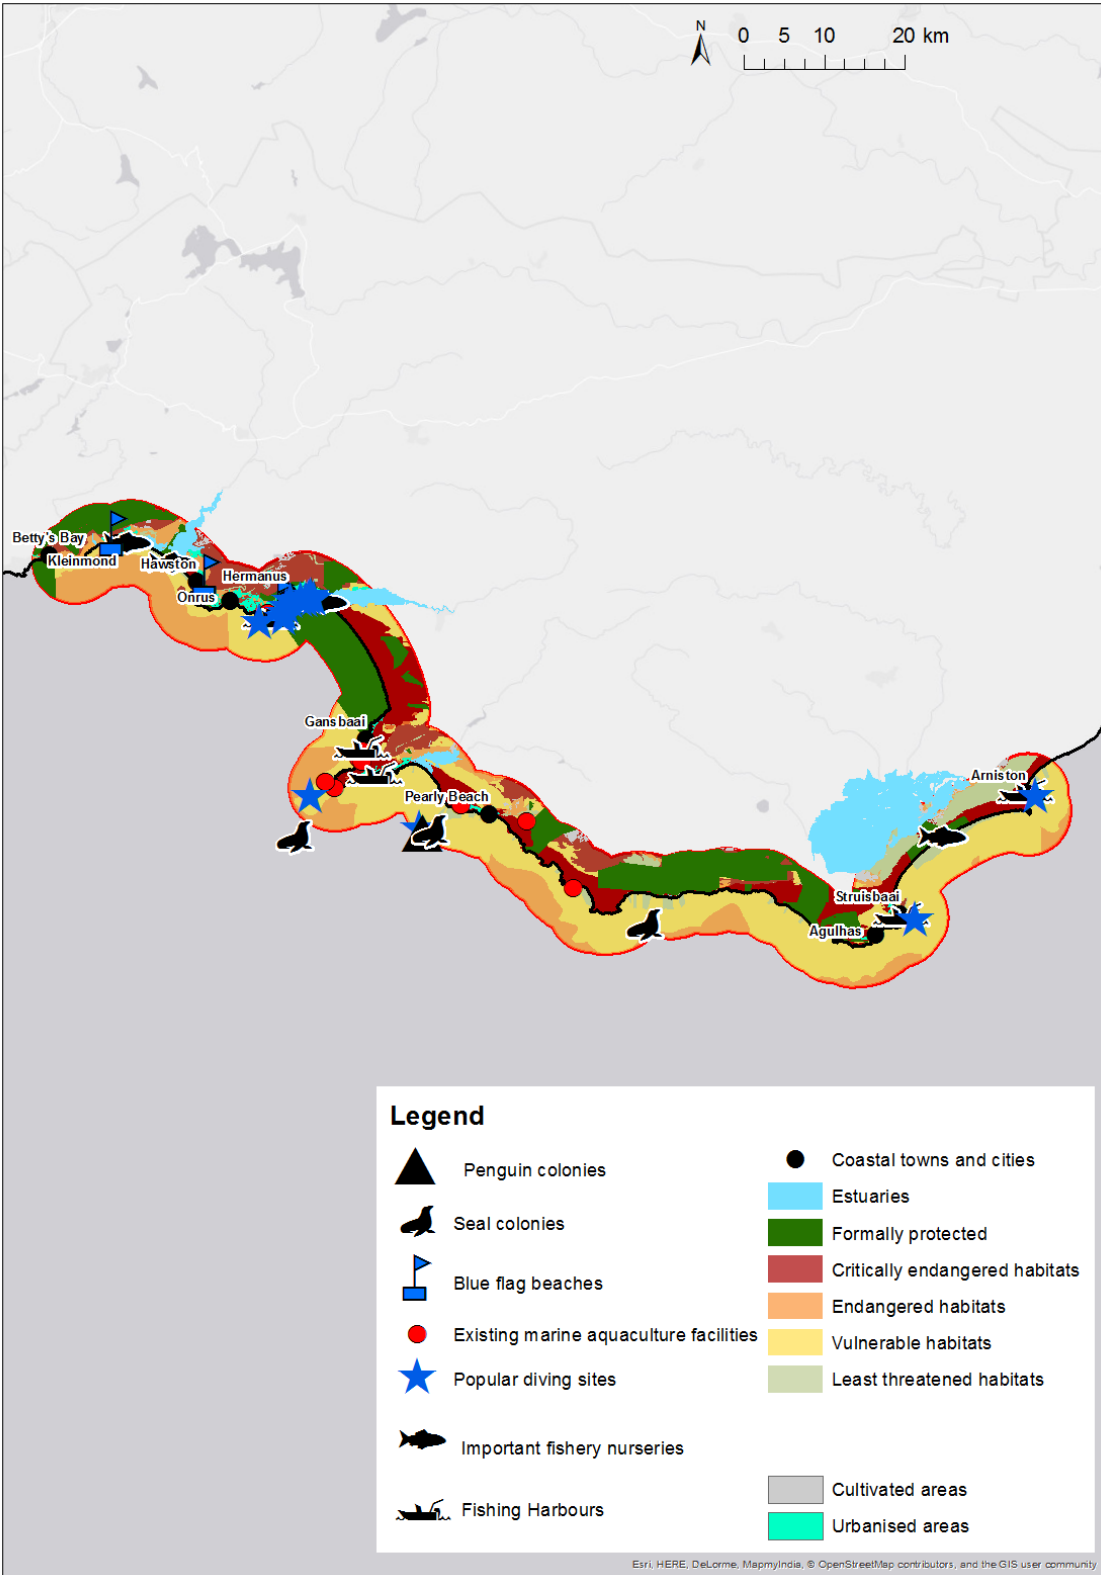 N
0 5 10 20 km
Betty's Bay
Kleinmond
Hawston
Hermanus
Onrus
Gansbaai
Pearly Beach
Arniston
Struisbaai
Agulhas
Legend
Penguin colonies
Seal colonies
Blue flag beaches
Existing marine aquaculture facilities
Popular diving sites
Important fishery nurseries
Fishing Harbours
Coastal towns and cities
Estuaries
Formally protected
Critically endangered habitats
Endangered habitats
Vulnerable habitats
Least threatened habitats
Cultivated areas
Urbanised areas
Esri, HERE, DeLorme, MapmyIndia, © OpenStreetMap contributors, and the GIS user community